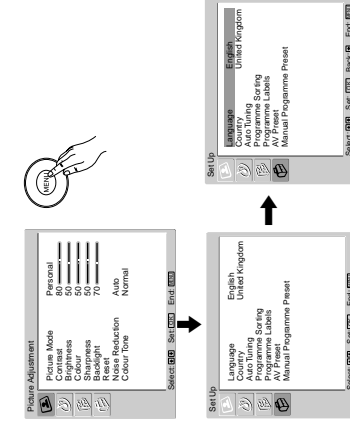 MENU
Picture Adjustment
Picture Mode Personal
Contrast 80
Brightness 50
Colour 50
Sharpness 50
Backlight 70
Reset
Noise Reduction Auto
Colour Tone Normal
Select: Set: End: MENU
Set Up
Language English
Country United Kingdom
Auto Tuning
Programme Sorting
Programme Labels
AV Preset
Manual Programme Preset
Select: Set: End:
Set Up
Language English
Country United Kingdom
Auto Tuning
Programme Sorting
Programme Labels
AV Preset
Manual Programme Preset
Select: Set: Back: End: